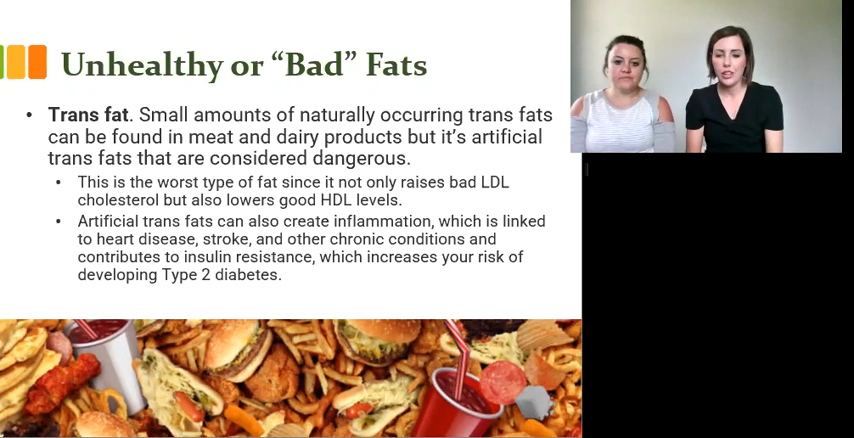 Unhealthy or “Bad” Fats
• Trans fat. Small amounts of naturally occurring trans fats
can be found in meat and dairy products but it’s artificial
trans fats that are considered dangerous.
• This is the worst type of fat since it not only raises bad LDL
cholesterol but also lowers good HDL levels.
• Artificial trans fats can also create inflammation, which is linked
to heart disease, stroke, and other chronic conditions and
contributes to insulin resistance, which increases your risk of
developing Type 2 diabetes.